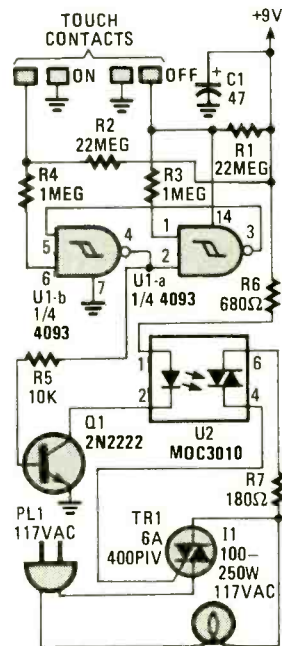 TOUCH
CONTACTS
+9V
ON
OFF
+
C1
47
R2
22MEG
R1
22MEG
R4
1MEG
R3
1MEG
5
4
6
7
U1-b
1/4
4093
1
14
3
2
U1-a
1/4 4093
R6
680Ω
R5
10K
1
6
2
4
U2
MOC3010
Q1
2N2222
R7
180Ω
PL1
117VAC
TR1
6A
400PIV
I1
100–
250W
117VAC